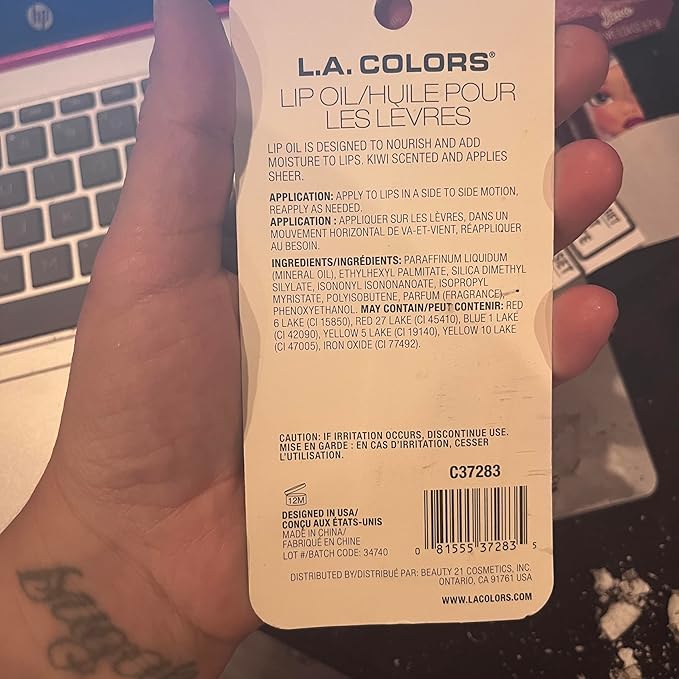 hp
L.A. COLORS®
LIP OIL/HUILE POUR
LES LÈVRES
LIP OIL IS DESIGNED TO NOURISH AND ADD
MOISTURE TO LIPS. KIWI SCENTED AND APPLIES
SHEER.
APPLICATION: APPLY TO LIPS IN A SIDE TO SIDE MOTION,
REAPPLY AS NEEDED.
APPLICATION : APPLIQUER SUR LES LÈVRES, DANS UN
MOUVEMENT HORIZONTAL DE VA-ET-VIENT, RÉAPPLIQUER
AU BESOIN.
INGREDIENTS/INGRÉDIENTS: PARAFFINUM LIQUIDUM
(MINERAL OIL), ETHYLHEXYL PALMITATE, SILICA DIMETHYL
SILYLATE, ISONONYL ISONONANOATE, ISOPROPYL
MYRISTATE, POLYISOBUTENE, PARFUM (FRAGRANCE),
PHENOXYETHANOL. MAY CONTAIN/PEUT CONTENIR: RED
6 LAKE (CI 15850), RED 27 LAKE (CI 45410), BLUE 1 LAKE
(CI 42090), YELLOW 5 LAKE (CI 19140), YELLOW 10 LAKE
(CI 47005), IRON OXIDE (CI 77492).
CAUTION: IF IRRITATION OCCURS, DISCONTINUE USE.
MISE EN GARDE : EN CAS D'IRRITATION, CESSER
L'UTILISATION.
C37283
12M
DESIGNED IN USA/
CONÇU AUX ÉTATS-UNIS
MADE IN CHINA/
FABRIQUÉ EN CHINE
LOT #/BATCH CODE: 34740
0 81555 37283 5
DISTRIBUTED BY/DISTRIBUÉ PAR: BEAUTY 21 COSMETICS, INC.
ONTARIO, CA 91761 USA
WWW.LACOLORS.COM